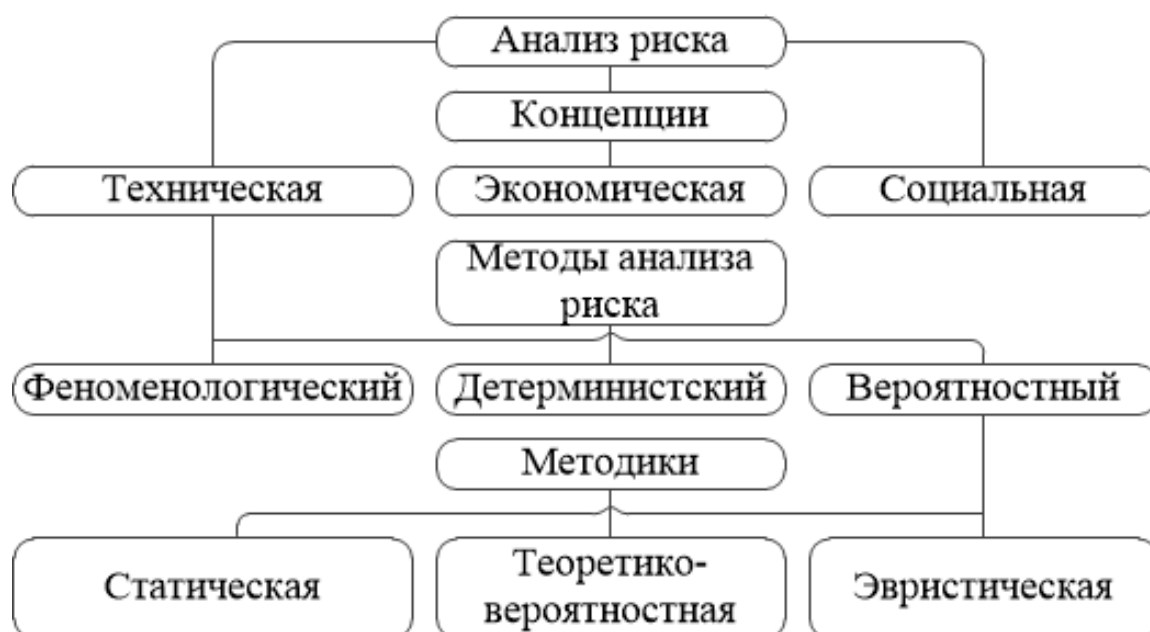 Анализ риска
Концепции
Техническая
Экономическая
Социальная
Методы анализа
риска
Феноменологический
Детерминистский
Вероятностный
Методики
Статическая
Теоретико-
вероятностная
Эвристическая